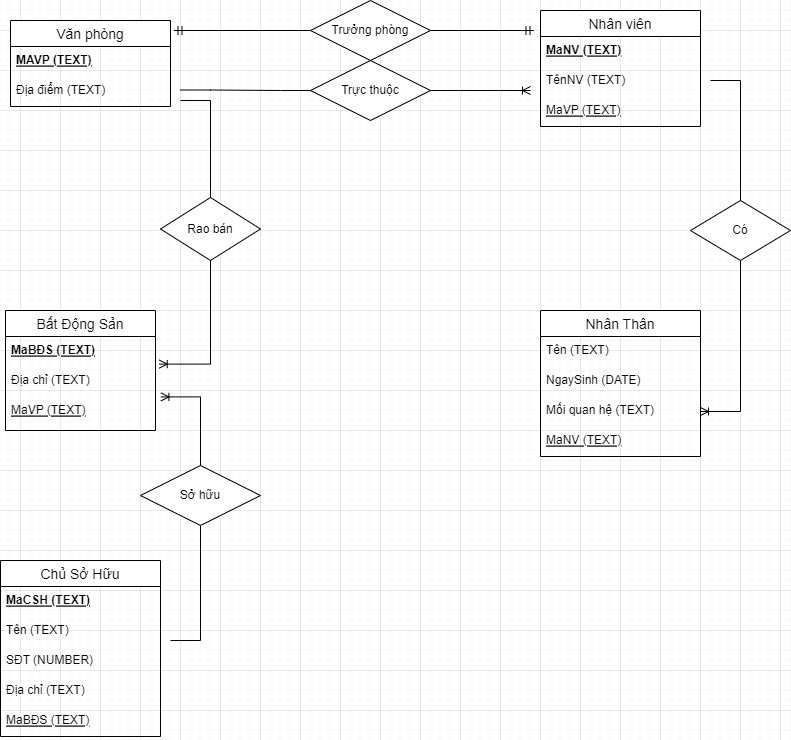 Văn phòng
MAVP (TEXT)
Địa điểm (TEXT)
Trưởng phòng
Trực thuộc
Nhân viên
MaNV (TEXT)
TênNV (TEXT)
MaVP (TEXT)
Rao bán
Có
Bất Động Sản
MaBĐS (TEXT)
Địa chỉ (TEXT)
MaVP (TEXT)
Nhân Thân
Tên (TEXT)
NgaySinh (DATE)
Mối quan hệ (TEXT)
MaNV (TEXT)
Sở hữu
Chủ Sở Hữu
MaCSH (TEXT)
Tên (TEXT)
SĐT (NUMBER)
Địa chỉ (TEXT)
MaBĐS (TEXT)